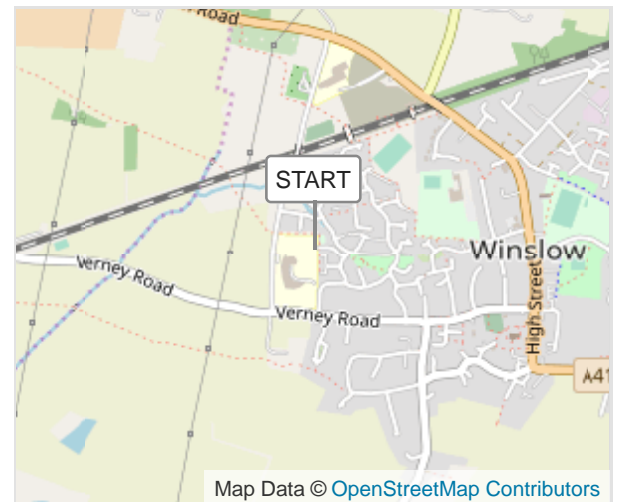 Road
START
Winslow
Verney Road
Verney Road
High Street
A41
Map Data © OpenStreetMap Contributors